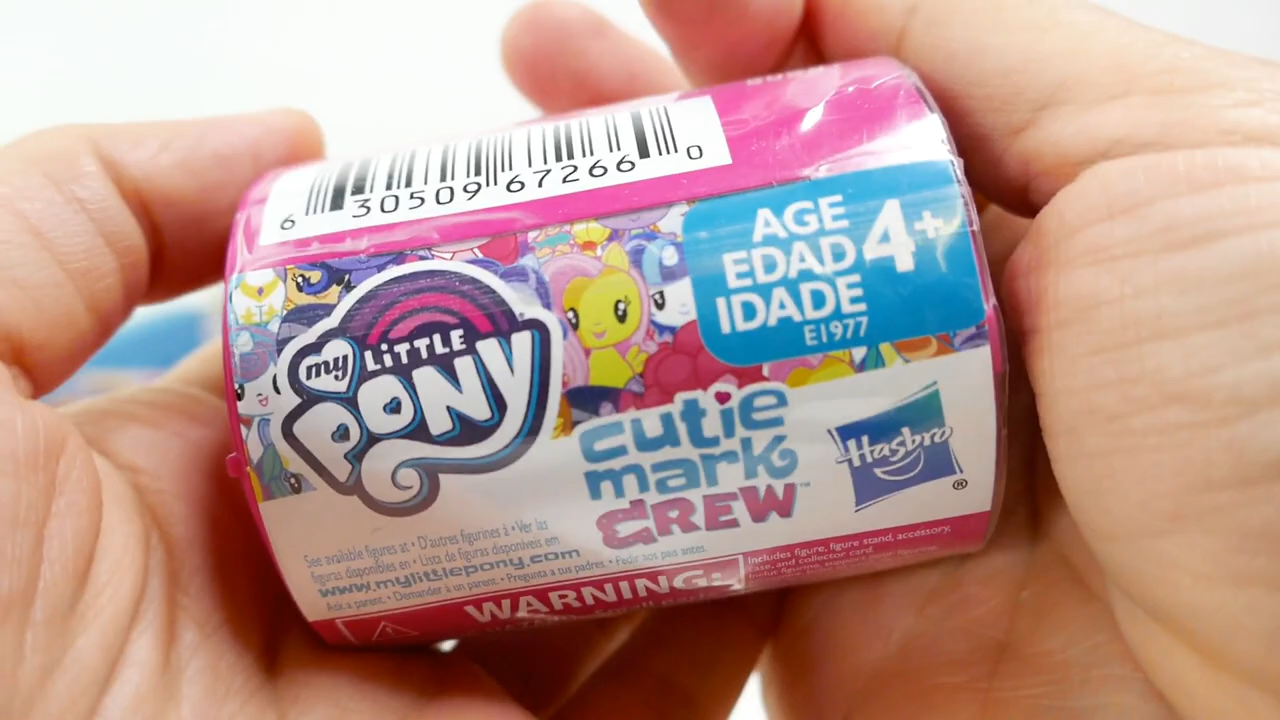 6 30509 67266 0
AGE
EDAD 4+
IDADE
E1977
my LiTTLE
PONY
cutie
mark
CREW™
Hasbro
®
See available figures at: • D'autres figurines à • Ver las
figuras disponibles en • Lista de figuras disponíveis em
www.mylittlepony.com
Ask a parent. • Demander à un parent. • Pregunta a tus padres. • Pedir aos pais antes.
WARNING:
Includes figure, figure stand, accessory,
case, and collector card.